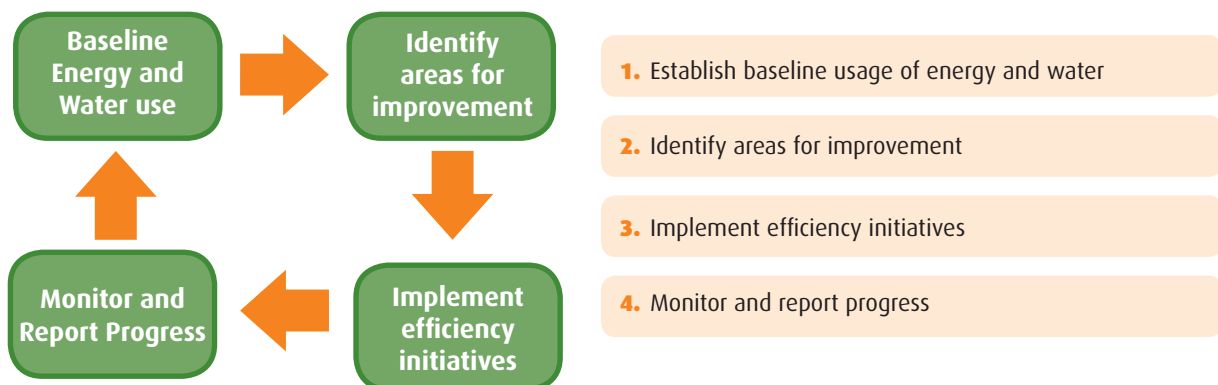 Baseline
Energy and
Water use
Identify
areas for
improvement
Monitor and
Report Progress
Implement
efficiency
initiatives
1. Establish baseline usage of energy and water
2. Identify areas for improvement
3. Implement efficiency initiatives
4. Monitor and report progress